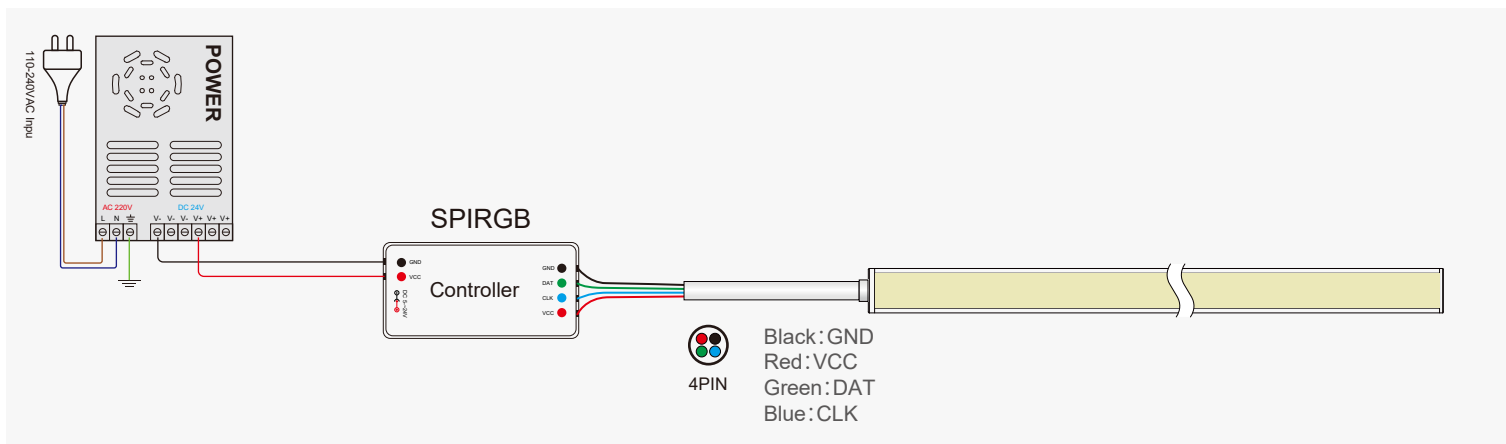 110-240VAC Inpu
POWER
AC 220V
DC 24V
L N
V- V- V- V+ V+ V+
SPIRGB
GND
VCC
DC 5~24V
Controller
GND
DAT
CLK
VCC
4PIN
Black:GND
Red:VCC
Green:DAT
Blue:CLK